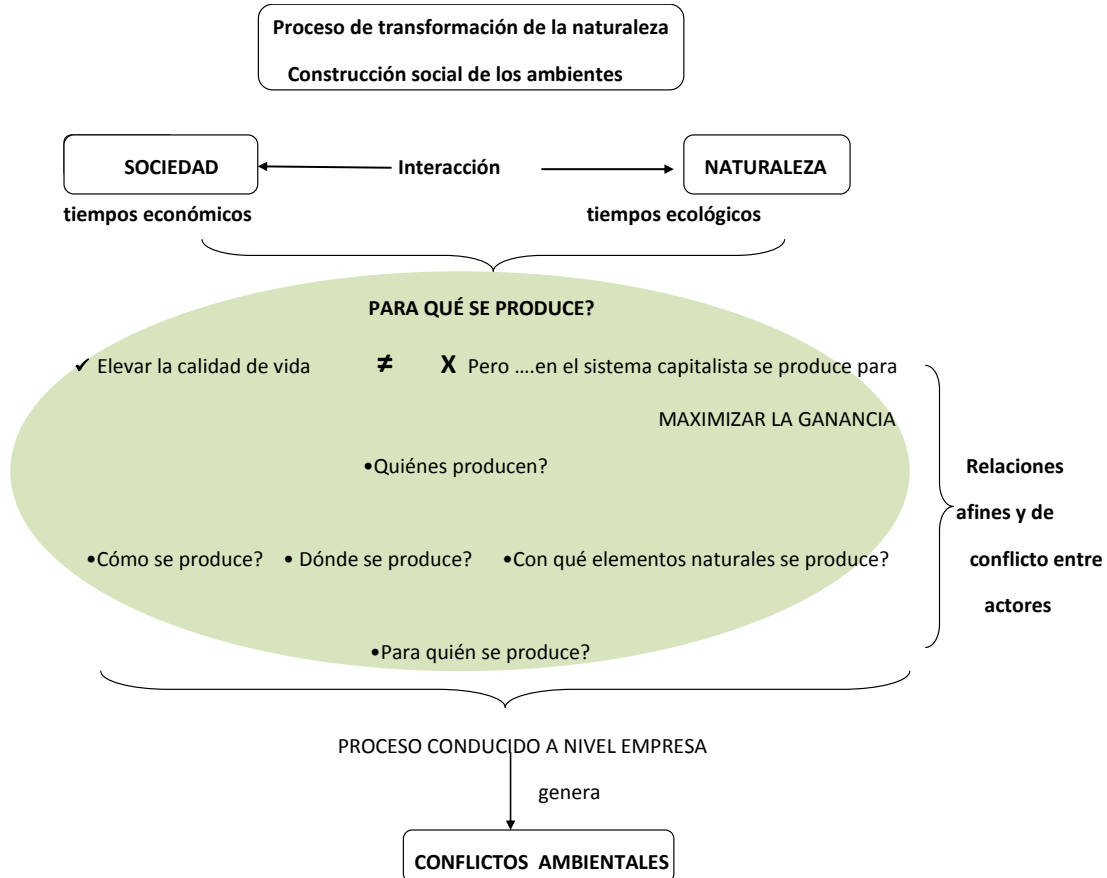 Proceso de transformación de la naturaleza
Construcción social de los ambientes
SOCIEDAD
Interacción
NATURALEZA
tiempos económicos
tiempos ecológicos
PARA QUÉ SE PRODUCE?
✓ Elevar la calidad de vida ≠ X Pero ....en el sistema capitalista se produce para
MAXIMIZAR LA GANANCIA
•Quiénes producen?
•Cómo se produce? • Dónde se produce? •Con qué elementos naturales se produce?
•Para quién se produce?
Relaciones
afines y de
conflicto entre
actores
PROCESO CONDUCIDO A NIVEL EMPRESA
genera
CONFLICTOS AMBIENTALES